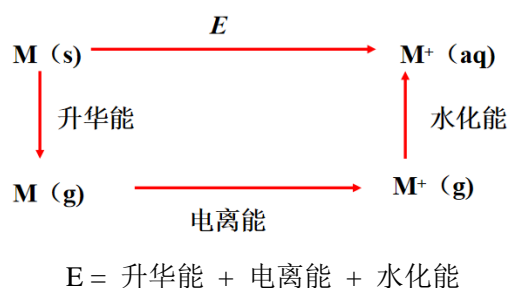 E
M（s)
M⁺（aq)
升华能
水化能
M（g)
M⁺（g)
电离能
E = 升华能 + 电离能 + 水化能